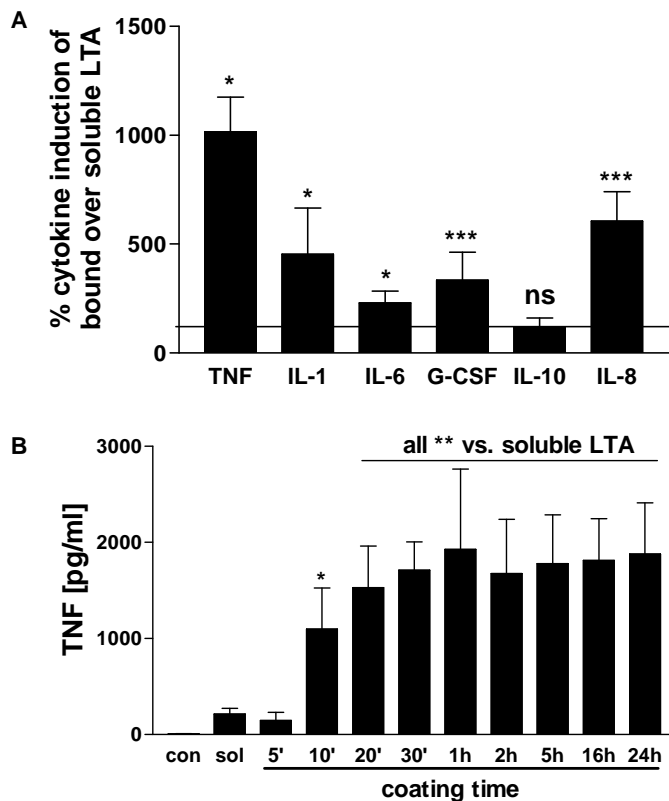 A
% cytokine induction of
bound over soluble LTA
1000
500
0
* * * *** ns ***
TNF IL-1 IL-6 G-CSF IL-10 IL-8
B
TNF [pg/ml]
3000
2000
1000
0
all ** vs. soluble LTA
*
con sol 5' 10' 20' 30' 1h 2h 5h 16h 24h
coating time